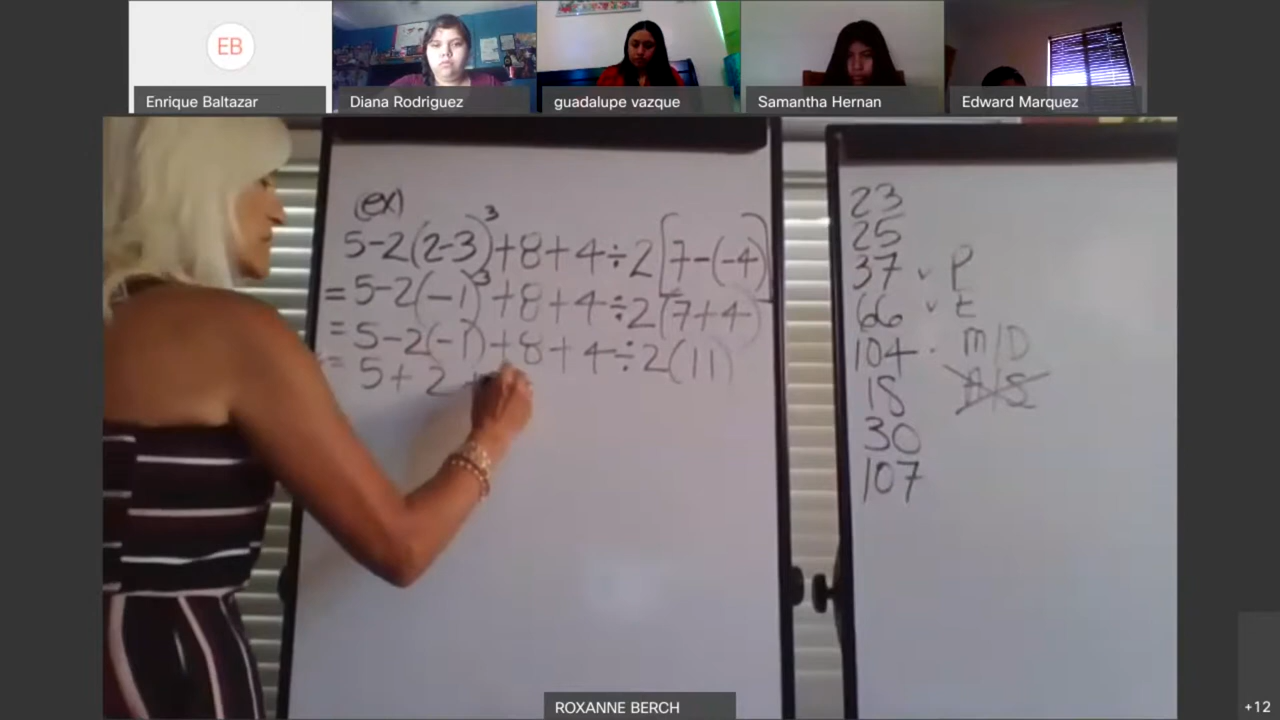 EB
Enrique Baltazar
Diana Rodriguez
guadalupe vazque
Samantha Hernan
Edward Marquez
(ex)
5-2(2-3)³+8+4÷2[7-(-4)]
=5-2(-1)³+8+4÷2(7+4)
=5-2(-1)+8+4÷2(11)
=5+2+
23
25
37 v P
66 v E
104 . M/D
18 A/S
30
107
ROXANNE BERCH
+12